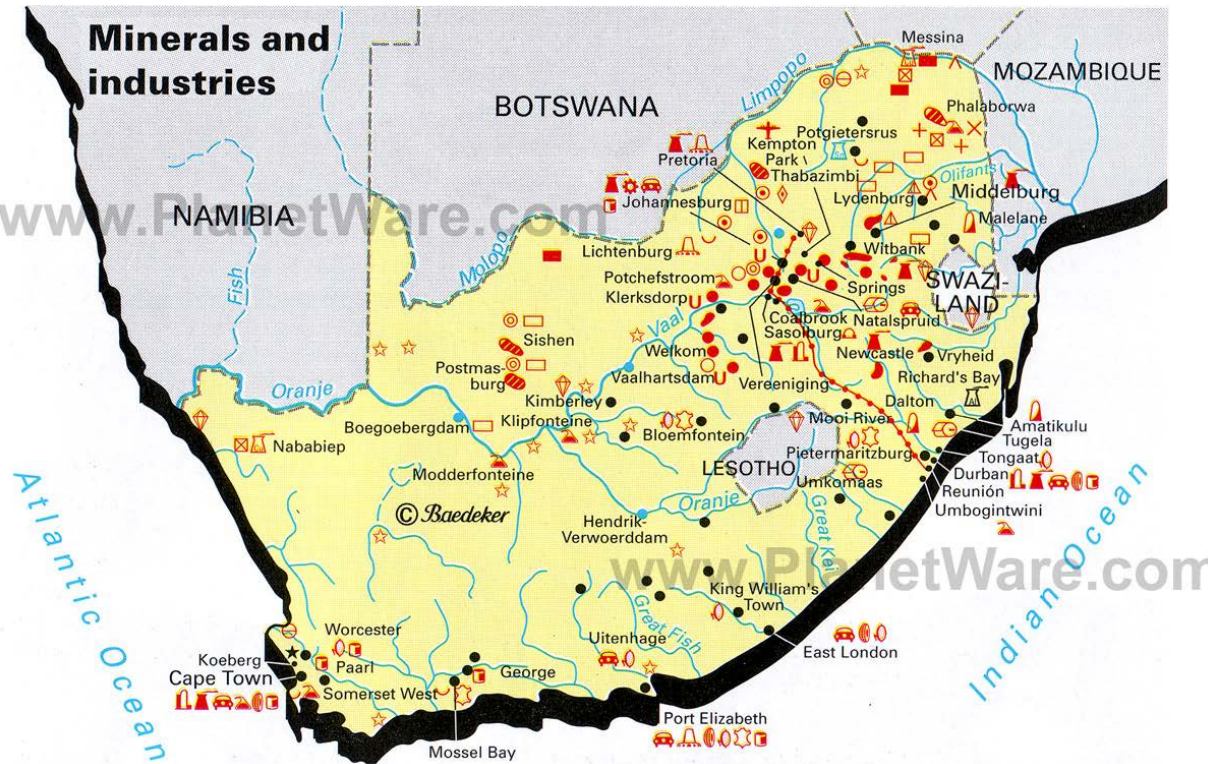 Minerals and
industries
Messina
MOZAMBIQUE
BOTSWANA
Limpopo
Phalaborwa
Potgietersrus
Kempton
Park
Pretoria
Thabazimbi
Olifants
Lydenburg
Middelburg
www.PlanetWare.com
NAMIBIA
Johannesburg
Malelane
Fish
Molopo
Lichtenburg
U
Witbank
Potchefstroom
U
Springs
SWAZI-
LAND
Klerksdorp
U
Vaal
Coalbrook
Natalspruid
Sasolburg
Sishen
Welkom
Newcastle
Vryheid
Postmas-
burg
Vaalhartsdam
U
Vereeniging
Richard's Bay
Oranje
Kimberley
Dalton
Boegoebergdam
Klipfonteine
Bloemfontein
Mooi River
Amatikulu
Tugela
Nababiep
Pietermaritzburg
Tongaat
Modderfonteine
LESOTHO
Umkomaas
Durban
Reunión
Oranje
Umbogintwini
© Baedeker
Hendrik-
Verwoerddam
Great Kei
Atlantic Ocean
Indian Ocean
www.PlanetWare.com
King William's
Town
Great Fish
Worcester
Uitenhage
East London
Koeberg
Paarl
George
Cape Town
Somerset West
Port Elizabeth
Mossel Bay